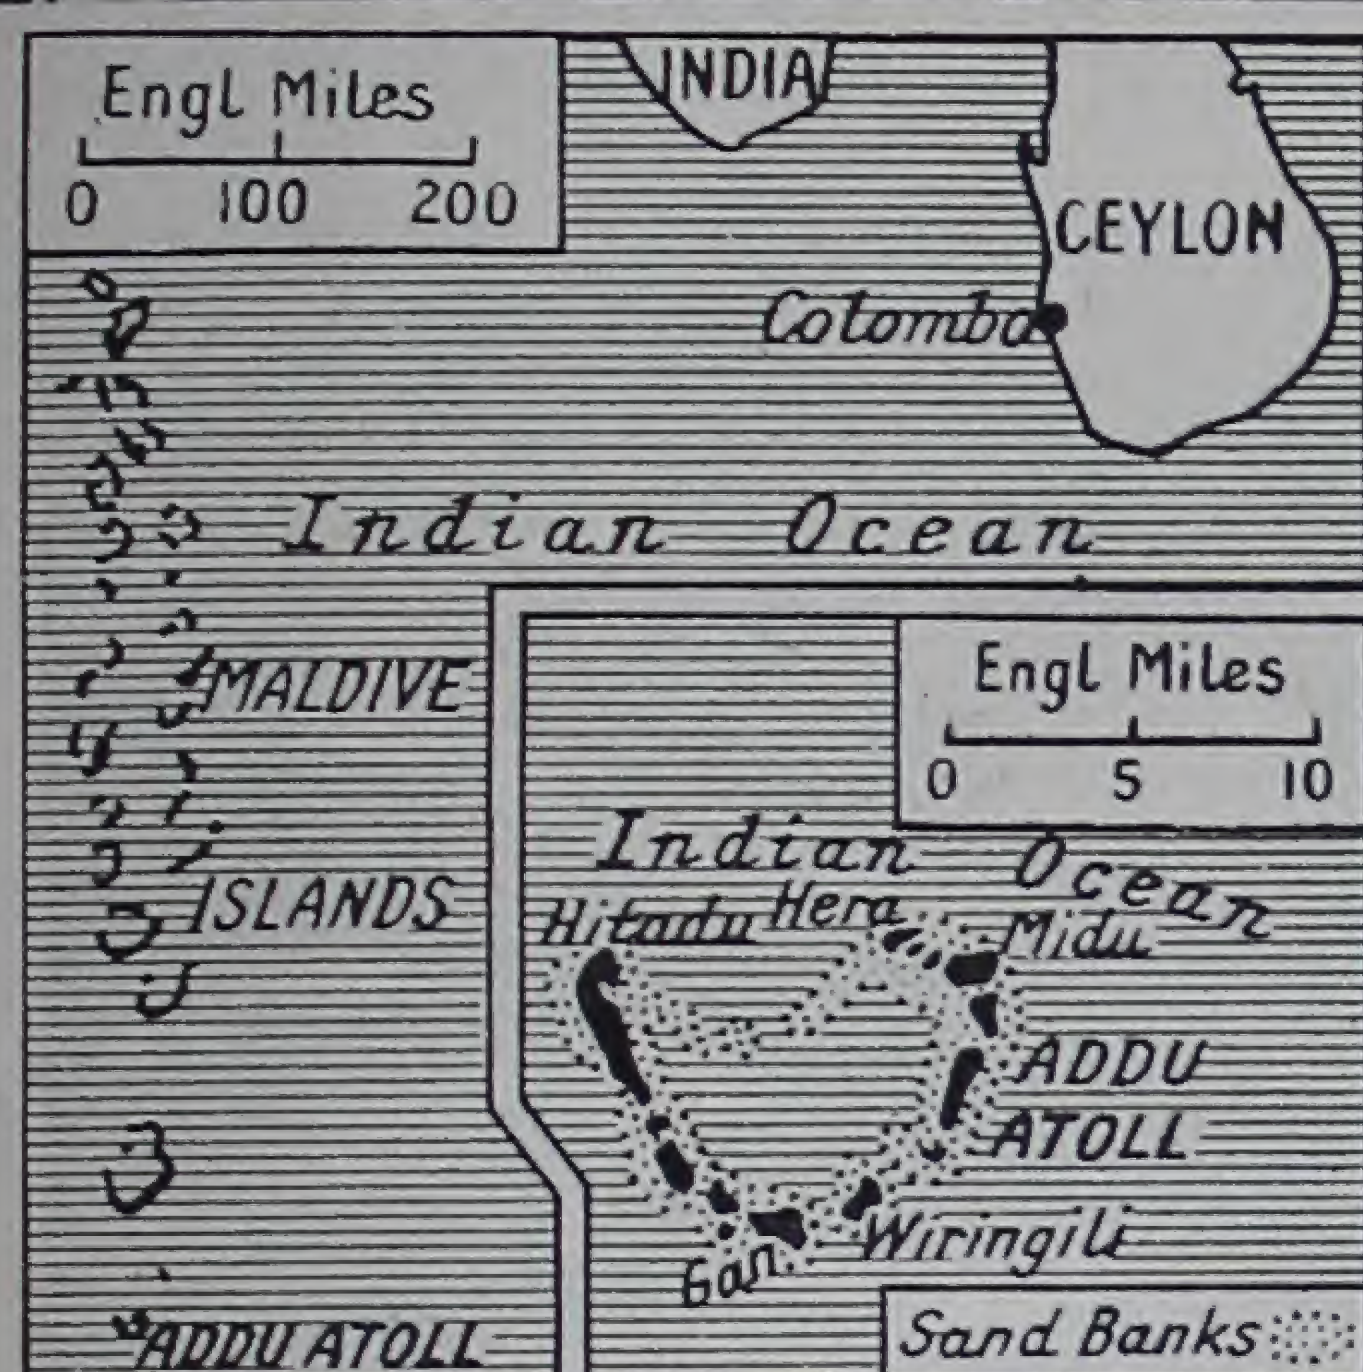 Engl Miles
0 100 200
INDIA
CEYLON
Colombo
Indian Ocean
MALDIVE
ISLANDS
ADDU ATOLL
Engl Miles
0 5 10
Indian Ocean
Hitadu Hera
Midu
ADDU
ATOLL
Wiringili
Gan.
Sand Banks